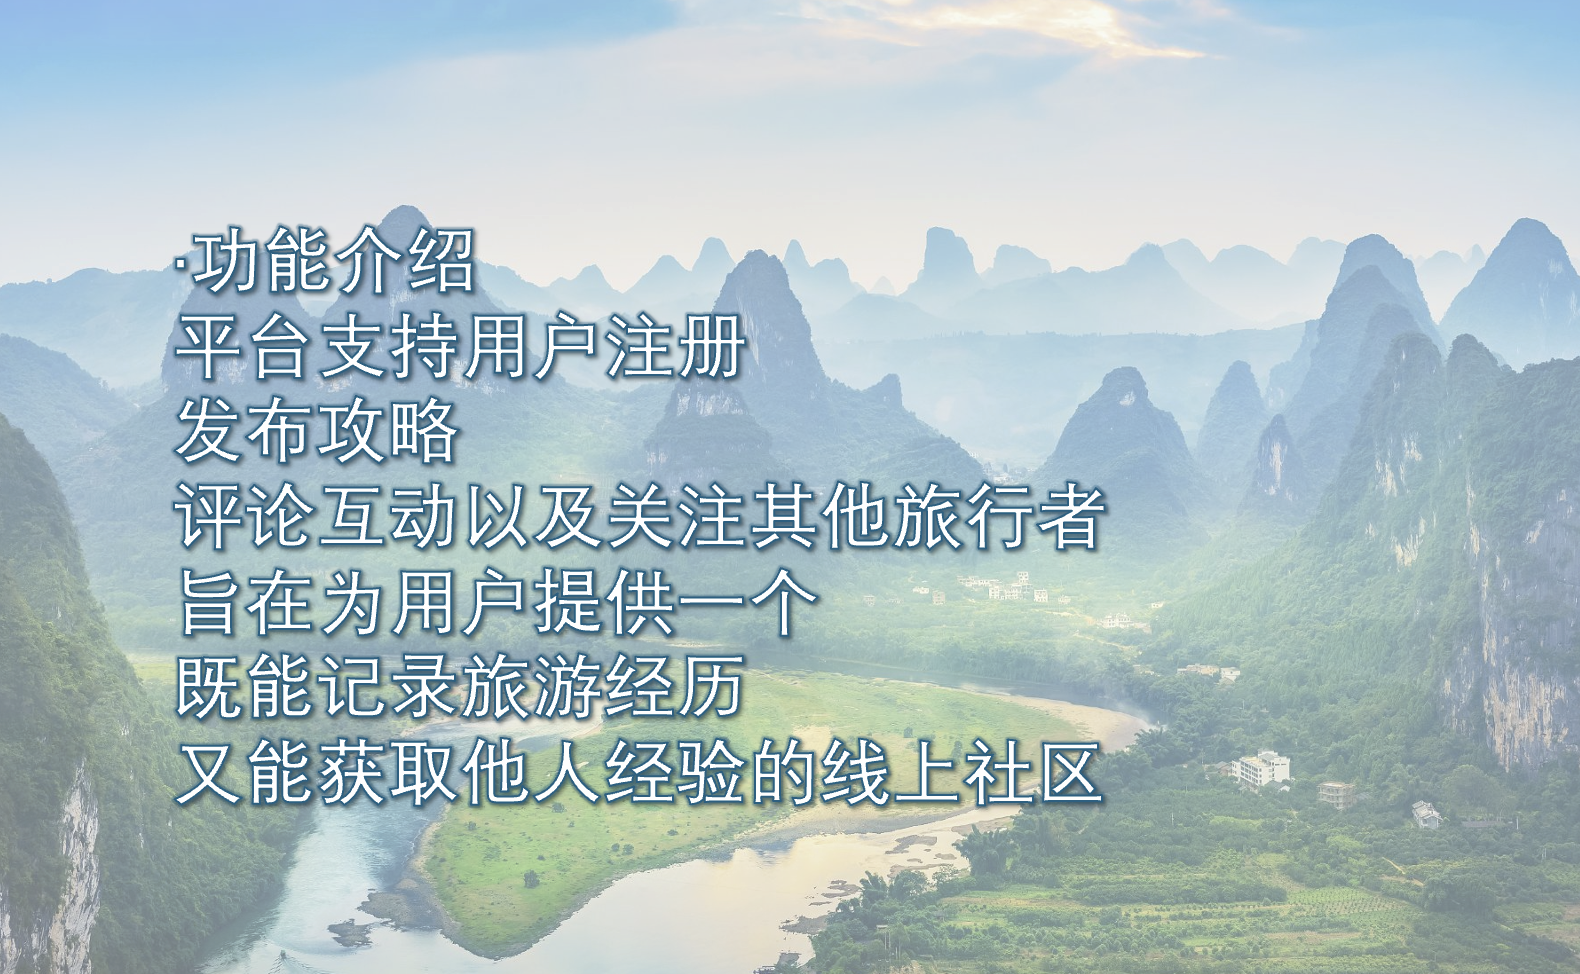 ·功能介绍
平台支持用户注册
发布攻略
评论互动以及关注其他旅行者
旨在为用户提供一个
既能记录旅游经历
又能获取他人经验的线上社区